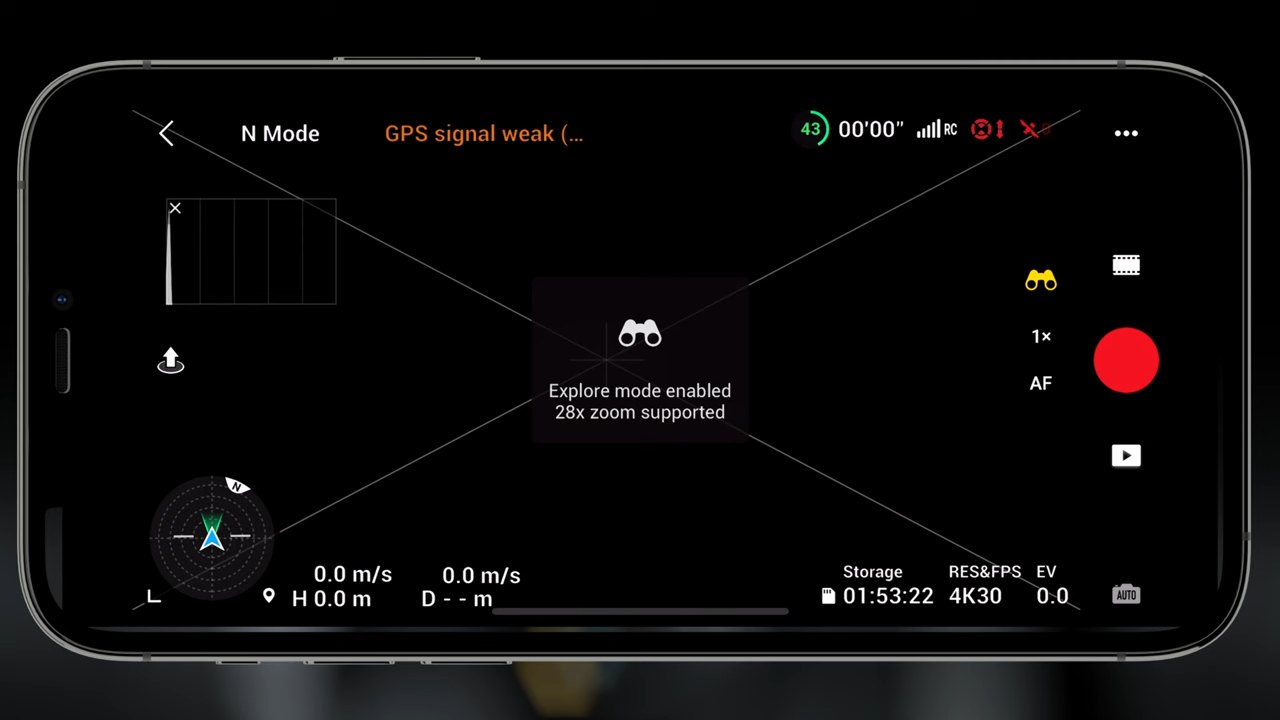 N Mode
GPS signal weak (...
43
00'00"
RC
0
N
Explore mode enabled
28x zoom supported
1×
AF
0.0 m/s
0.0 m/s
H 0.0 m
D - - m
Storage
RES&FPS
EV
01:53:22
4K30
0.0
AUTO